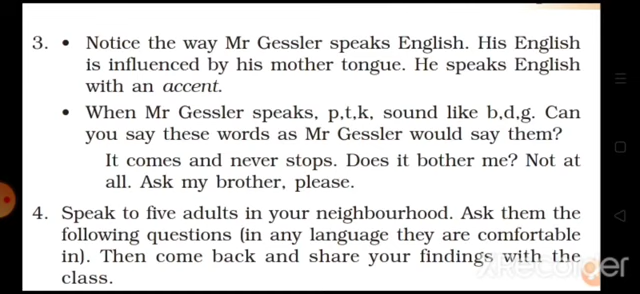 3. • Notice the way Mr Gessler speaks English. His English
is influenced by his mother tongue. He speaks English
with an accent.
• When Mr Gessler speaks, p,t,k, sound like b,d,g. Can
you say these words as Mr Gessler would say them?
It comes and never stops. Does it bother me? Not at
all. Ask my brother, please.
4. Speak to five adults in your neighbourhood. Ask them the
following questions (in any language they are comfortable
in). Then come back and share your findings with the
class.
XRecorder